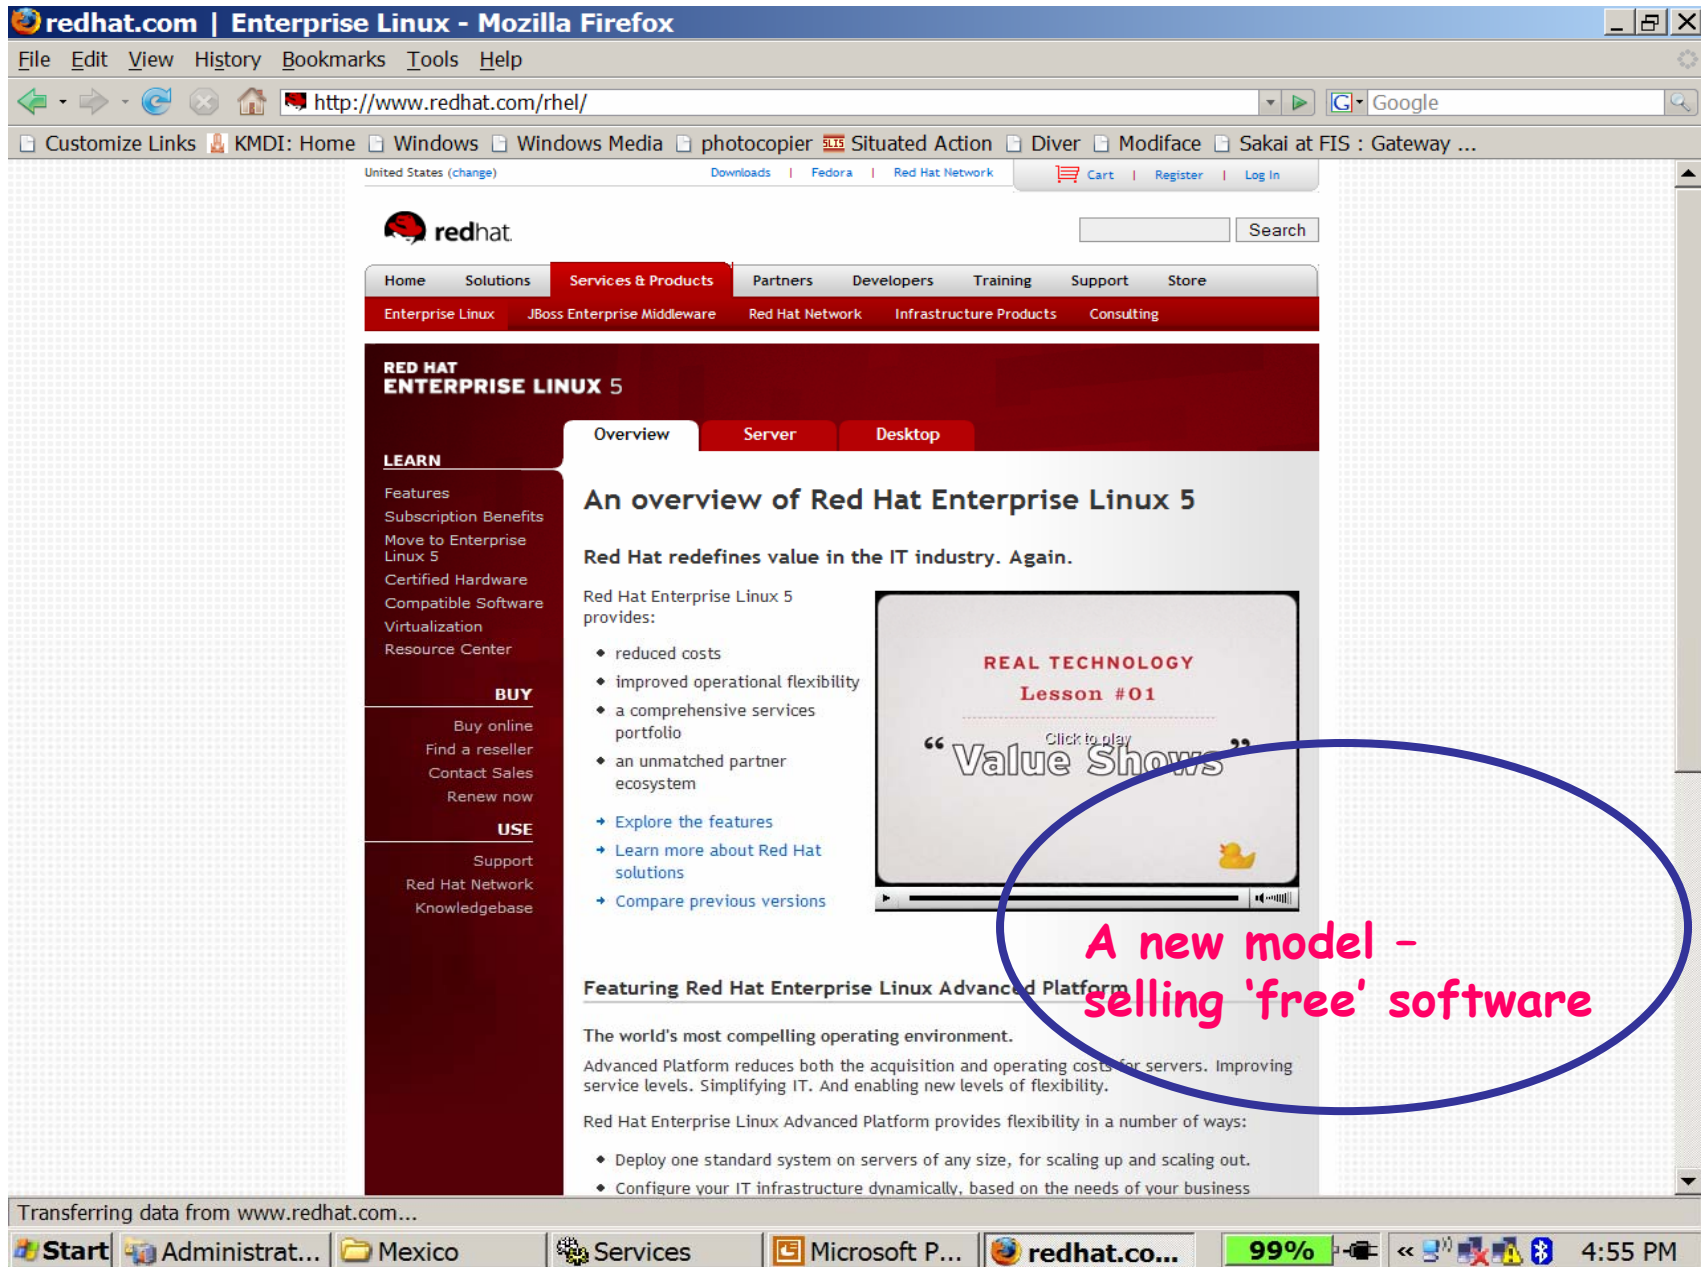 redhat.com | Enterprise Linux - Mozilla Firefox
File Edit View History Bookmarks Tools Help
http://www.redhat.com/rhel/
G Google
Customize Links KMDI: Home Windows Windows Media photocopier SLIS Situated Action Diver Modiface Sakai at FIS : Gateway ...
United States (change) Downloads | Fedora | Red Hat Network Cart | Register | Log In
redhat.
Search
Home Solutions Services & Products Partners Developers Training Support Store
Enterprise Linux JBoss Enterprise Middleware Red Hat Network Infrastructure Products Consulting
RED HAT
ENTERPRISE LINUX 5
Overview Server Desktop
LEARN
Features
Subscription Benefits
Move to Enterprise
Linux 5
Certified Hardware
Compatible Software
Virtualization
Resource Center
BUY
Buy online
Find a reseller
Contact Sales
Renew now
USE
Support
Red Hat Network
Knowledgebase
An overview of Red Hat Enterprise Linux 5
Red Hat redefines value in the IT industry. Again.
Red Hat Enterprise Linux 5
provides:
reduced costs
improved operational flexibility
a comprehensive services
portfolio
an unmatched partner
ecosystem
Explore the features
Learn more about Red Hat
solutions
Compare previous versions
REAL TECHNOLOGY
Lesson #01
Click to play
“Value Shows”
A new model –
selling ‘free’ software
Featuring Red Hat Enterprise Linux Advanced Platform
The world's most compelling operating environment.
Advanced Platform reduces both the acquisition and operating costs for servers. Improving
service levels. Simplifying IT. And enabling new levels of flexibility.
Red Hat Enterprise Linux Advanced Platform provides flexibility in a number of ways:
Deploy one standard system on servers of any size, for scaling up and scaling out.
Configure your IT infrastructure dynamically, based on the needs of your business
Transferring data from www.redhat.com...
Start Administrat... Mexico Services Microsoft P... redhat.co... 99% « 4:55 PM